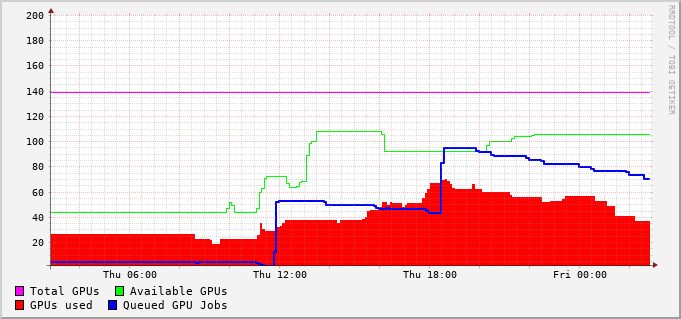 200
180
160
140
120
100
80
60
40
20
Thu 06:00 Thu 12:00 Thu 18:00 Fri 00:00
Total GPUs Available GPUs
GPUs used Queued GPU Jobs
RRDTOOL / TOBI OETIKER